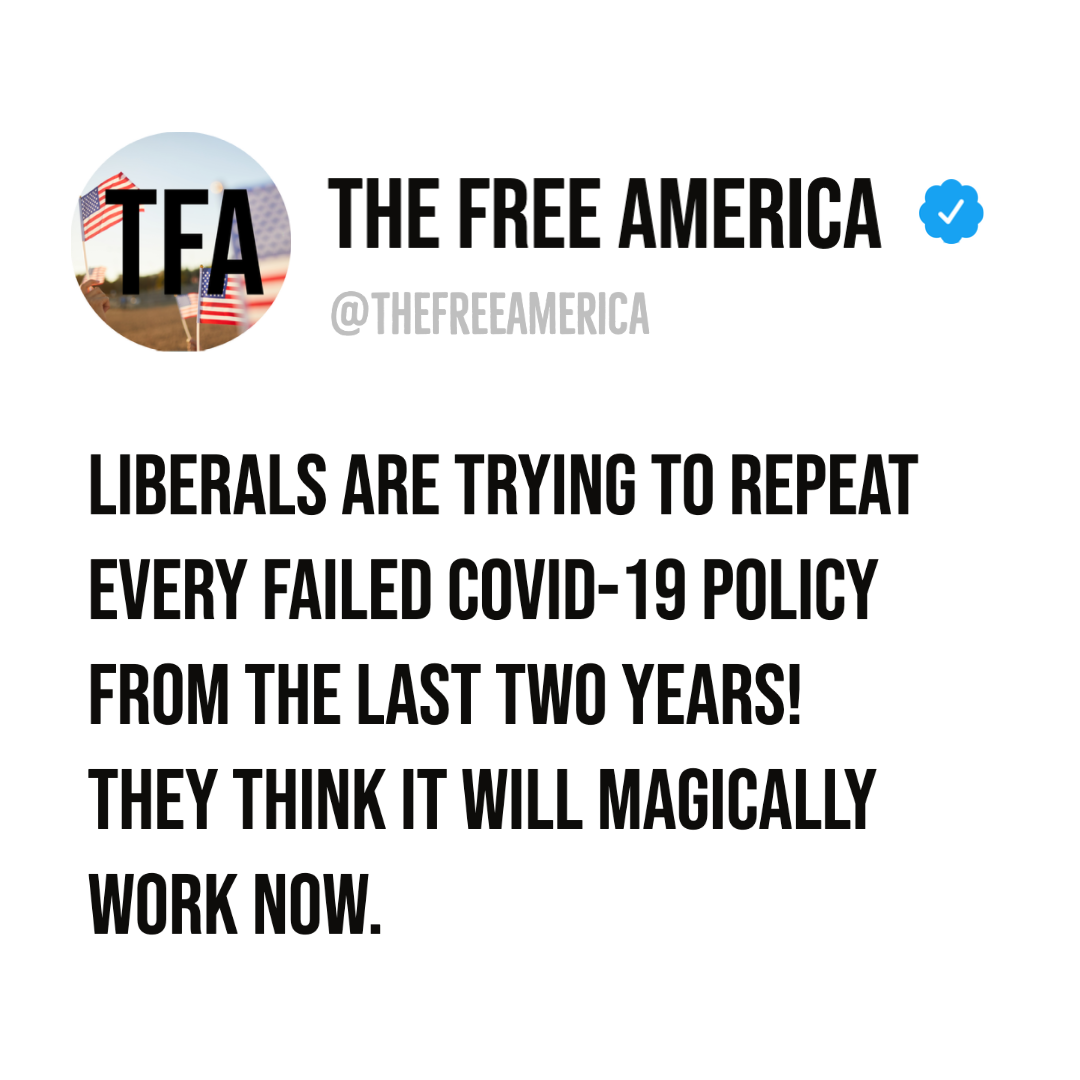 TFA
THE FREE AMERICA
@THEFREEAMERICA
LIBERALS ARE TRYING TO REPEAT
EVERY FAILED COVID-19 POLICY
FROM THE LAST TWO YEARS!
THEY THINK IT WILL MAGICALLY
WORK NOW.